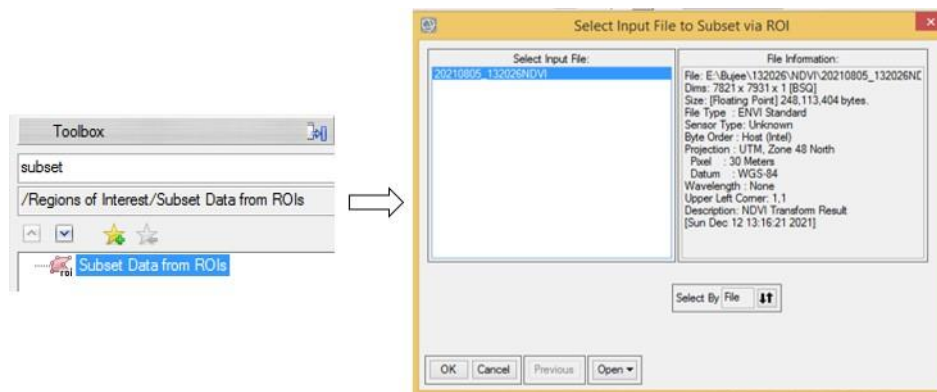 Toolbox
subset
/Regions of Interest/Subset Data from ROIs
Subset Data from ROIs
roi
Select Input File to Subset via ROI
Select Input File:
20210805_132026NDVI
File Information:
File: E:\Bujee\132026\NDVI\20210805_132026ND
Dims: 7821 x 7931 x 1 [BSQ]
Size: [Floating Point] 248,113,404 bytes.
File Type : ENVI Standard
Sensor Type: Unknown
Byte Order : Host (Intel)
Projection : UTM, Zone 48 North
Pixel : 30 Meters
Datum : WGS-84
Wavelength : None
Upper Left Corner: 1,1
Description: NDVI Transform Result
[Sun Dec 12 13:16:21 2021]
Select By File
OK Cancel Previous Open